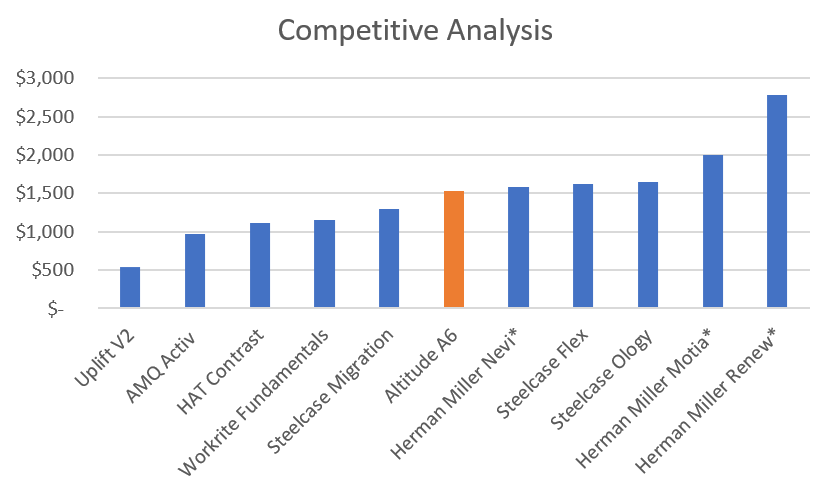 Competitive Analysis
$3,000
$2,500
$2,000
$1,500
$1,000
$500
$-
Uplift V2
AMQ Activ
HAT Contrast
Workrite Fundamentals
Steelcase Migration
Altitude A6
Herman Miller Nevi*
Steelcase Flex
Steelcase Ology
Herman Miller Motia*
Herman Miller Renew*